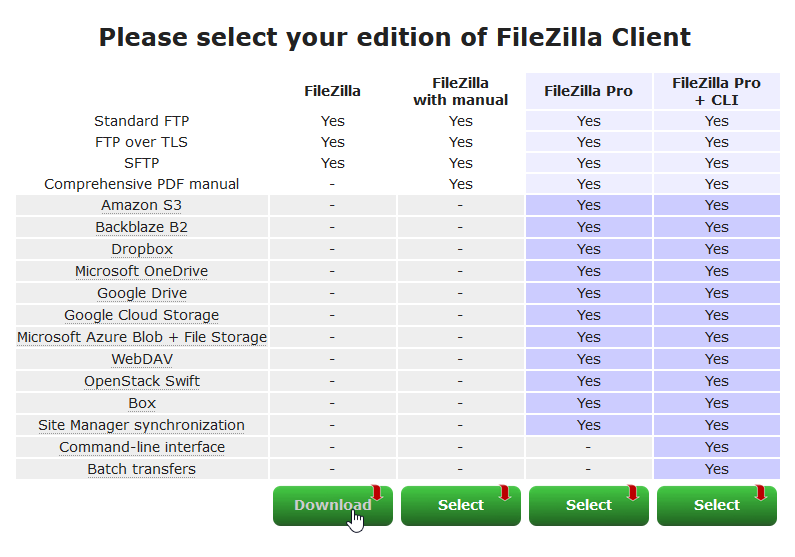 Please select your edition of FileZilla Client
FileZilla FileZilla with manual FileZilla Pro FileZilla Pro + CLI
Standard FTP Yes Yes Yes Yes
FTP over TLS Yes Yes Yes Yes
SFTP Yes Yes Yes Yes
Comprehensive PDF manual - Yes Yes Yes
Amazon S3 - - Yes Yes
Backblaze B2 - - Yes Yes
Dropbox - - Yes Yes
Microsoft OneDrive - - Yes Yes
Google Drive - - Yes Yes
Google Cloud Storage - - Yes Yes
Microsoft Azure Blob + File Storage - - Yes Yes
WebDAV - - Yes Yes
OpenStack Swift - - Yes Yes
Box - - Yes Yes
Site Manager synchronization - - Yes Yes
Command-line interface - - - Yes
Batch transfers - - - Yes
Download Select Select Select